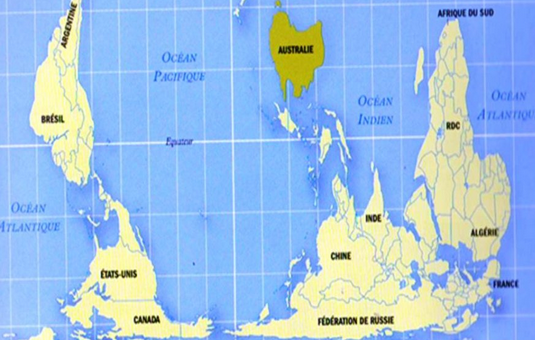 ARGENTINE
AFRIQUE DU SUD
OCÉAN
PACIFIQUE
AUSTRALIE
OCÉAN
INDIEN
OCÉAN
ATLANTIQUE
BRÉSIL
RDC
Equateur
OCÉAN
ATLANTIQUE
INDE
ALGÉRIE
CHINE
ÉTATS-UNIS
FRANCE
CANADA
FÉDÉRATION DE RUSSIE